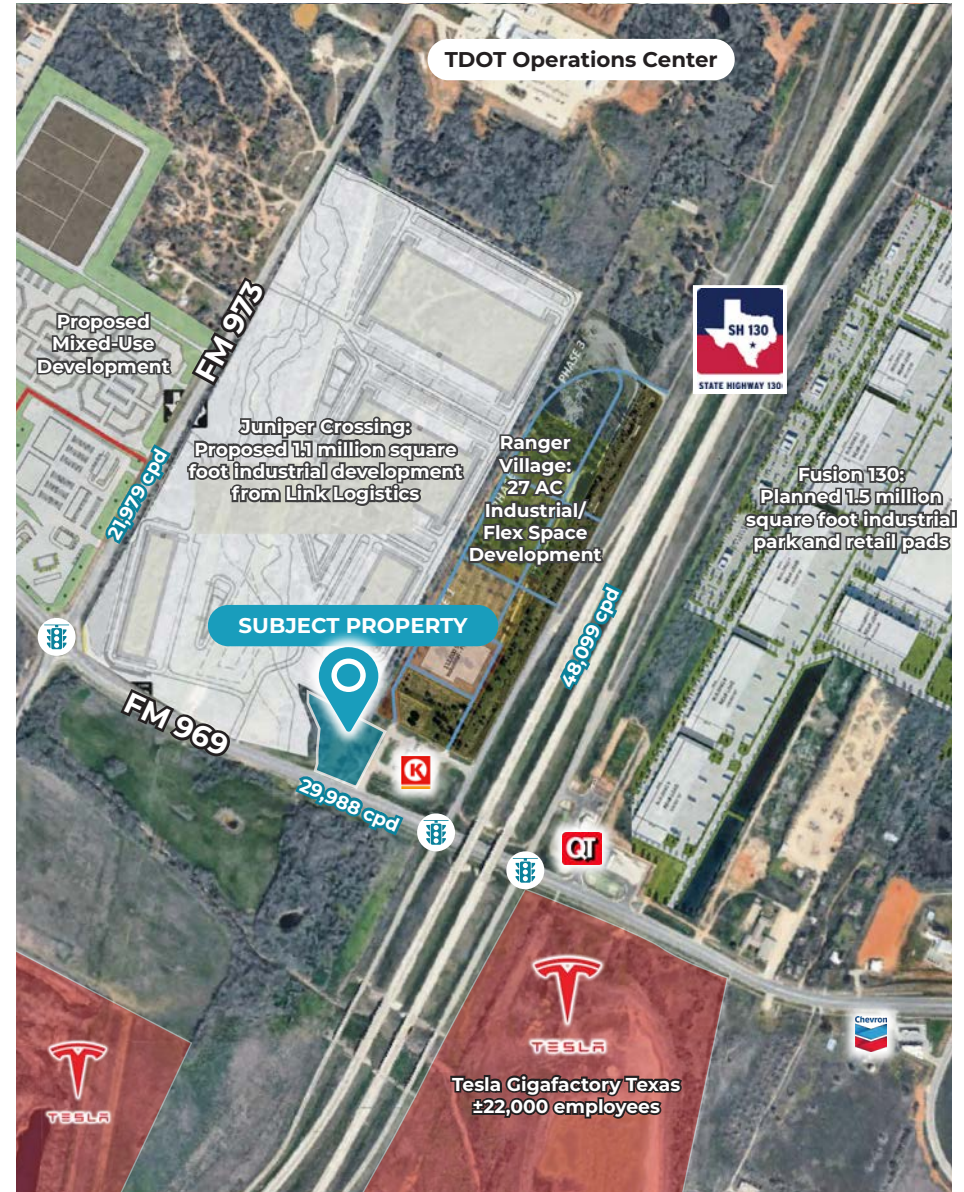 TDOT Operations Center
SH 130
STATE HIGHWAY 130
FM 973
Proposed
Mixed-Use
Development
PHASE 3
Juniper Crossing:
Proposed 1.1 million square
foot industrial development
from Link Logistics
Ranger
Village:
27 AC
Industrial/
Flex Space
Development
Fusion 130:
Planned 1.5 million
square foot industrial
park and retail pads
21,979 cpd
48,099 cpd
SUBJECT PROPERTY
FM 969
K
29,988 cpd
QT
TESLA
Chevron
TESLA
Tesla Gigafactory Texas
±22,000 employees